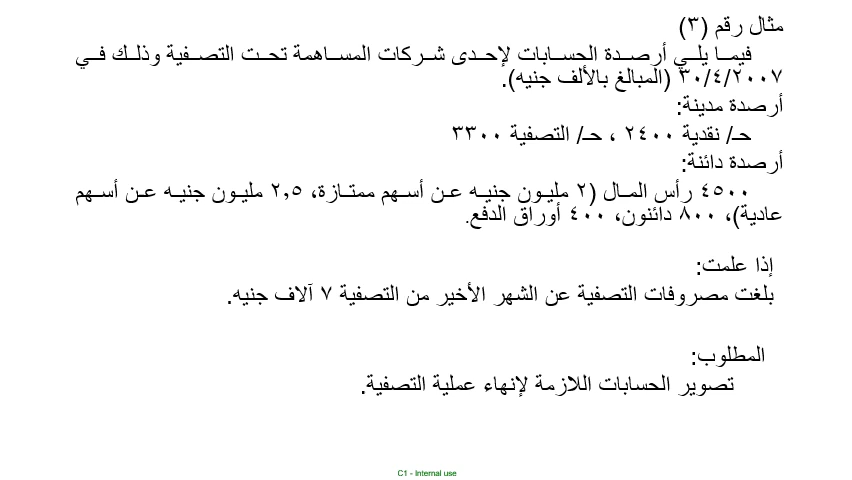 مثال رقم (٣)
فيما يلي أرصدة الحسابات لإحدى شركات المساهمة تحت التصفية وذلك في
٣٠/٤/٢٠٠٧ (المبالغ بالألف جنيه).
أرصدة مدينة:
حـ/ نقدية ٢٤٠٠ ، حـ/ التصفية ٣٣٠٠
أرصدة دائنة:
٤٥٠٠ رأس المال (٢ مليون جنيه عن أسهم ممتازة، ٢,٥ مليون جنيه عن أسهم
عادية)، ٨٠٠ دائنون، ٤٠٠ أوراق الدفع.
إذا علمت:
بلغت مصروفات التصفية عن الشهر الأخير من التصفية ٧ آلاف جنيه.
المطلوب:
تصوير الحسابات اللازمة لإنهاء عملية التصفية.
C1 - Internal use